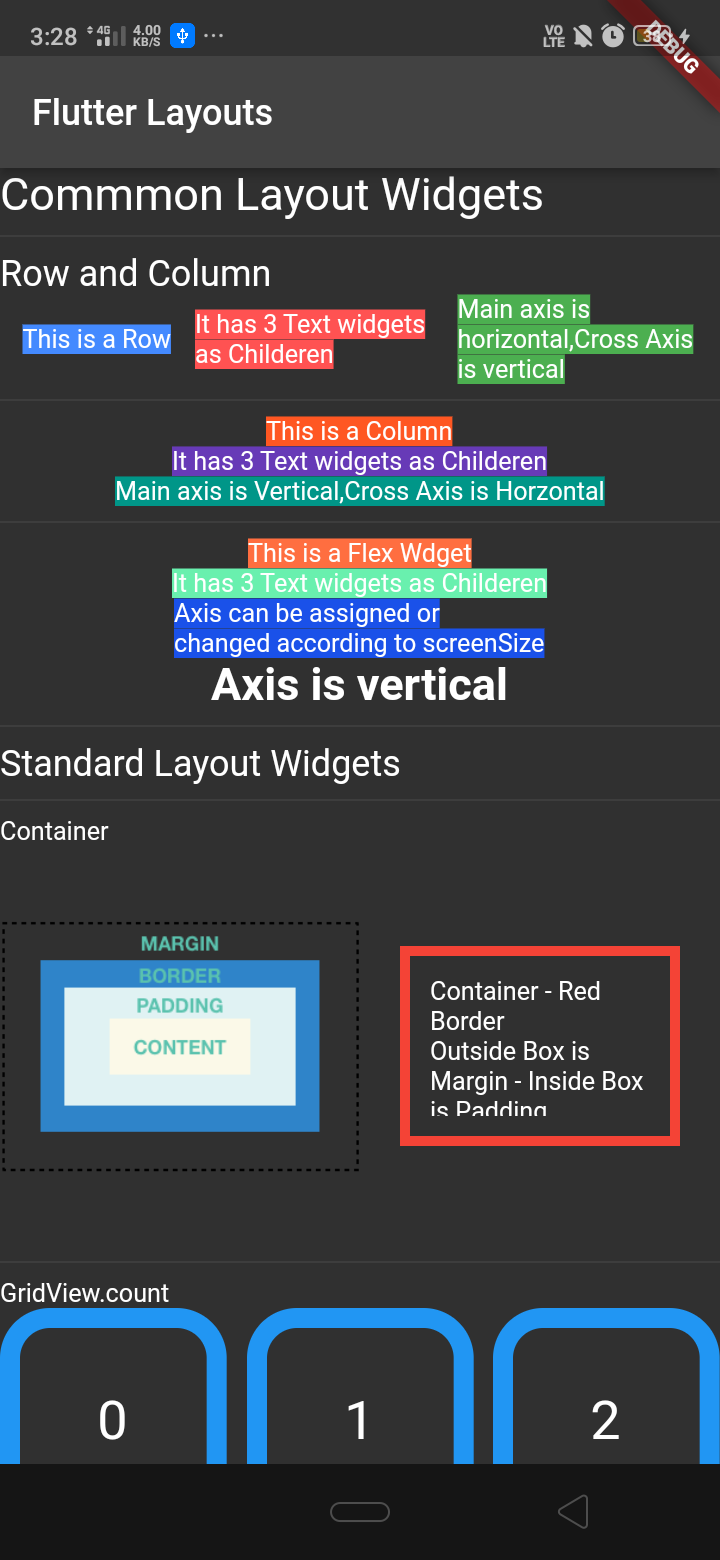 3:28 4G 4.00 KB/S ... VO LTE 38
DEBUG
Flutter Layouts
Commmon Layout Widgets
Row and Column
This is a Row
It has 3 Text widgets
as Childeren
Main axis is
horizontal,Cross Axis
is vertical
This is a Column
It has 3 Text widgets as Childeren
Main axis is Vertical,Cross Axis is Horzontal
This is a Flex Wdget
It has 3 Text widgets as Childeren
Axis can be assigned or
changed according to screenSize
Axis is vertical
Standard Layout Widgets
Container
MARGIN
BORDER
PADDING
CONTENT
Container - Red
Border
Outside Box is
Margin - Inside Box
is Padding
GridView.count
0 1 2